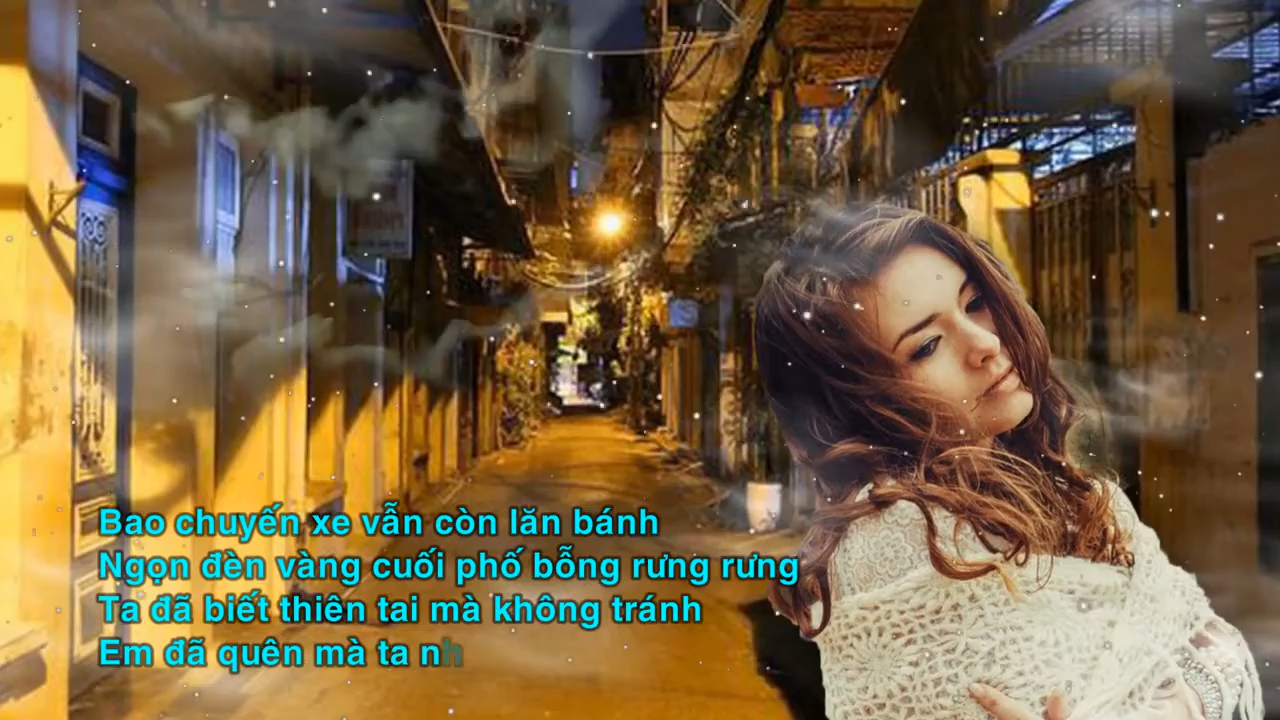 Bao chuyến xe vẫn còn lăn bánh
Ngọn đèn vàng cuối phố bỗng rưng rưng
Ta đã biết thiên tai mà không tránh
Em đã quên mà ta nh